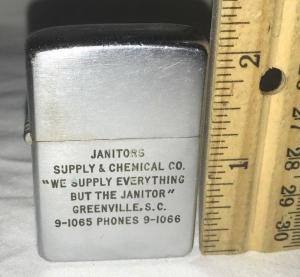 JANITORS
SUPPLY & CHEMICAL CO.
"WE SUPPLY EVERYTHING
BUT THE JANITOR"
GREENVILLE, S.C.
9-1065 PHONES 9-1066
2
1
28
29
30